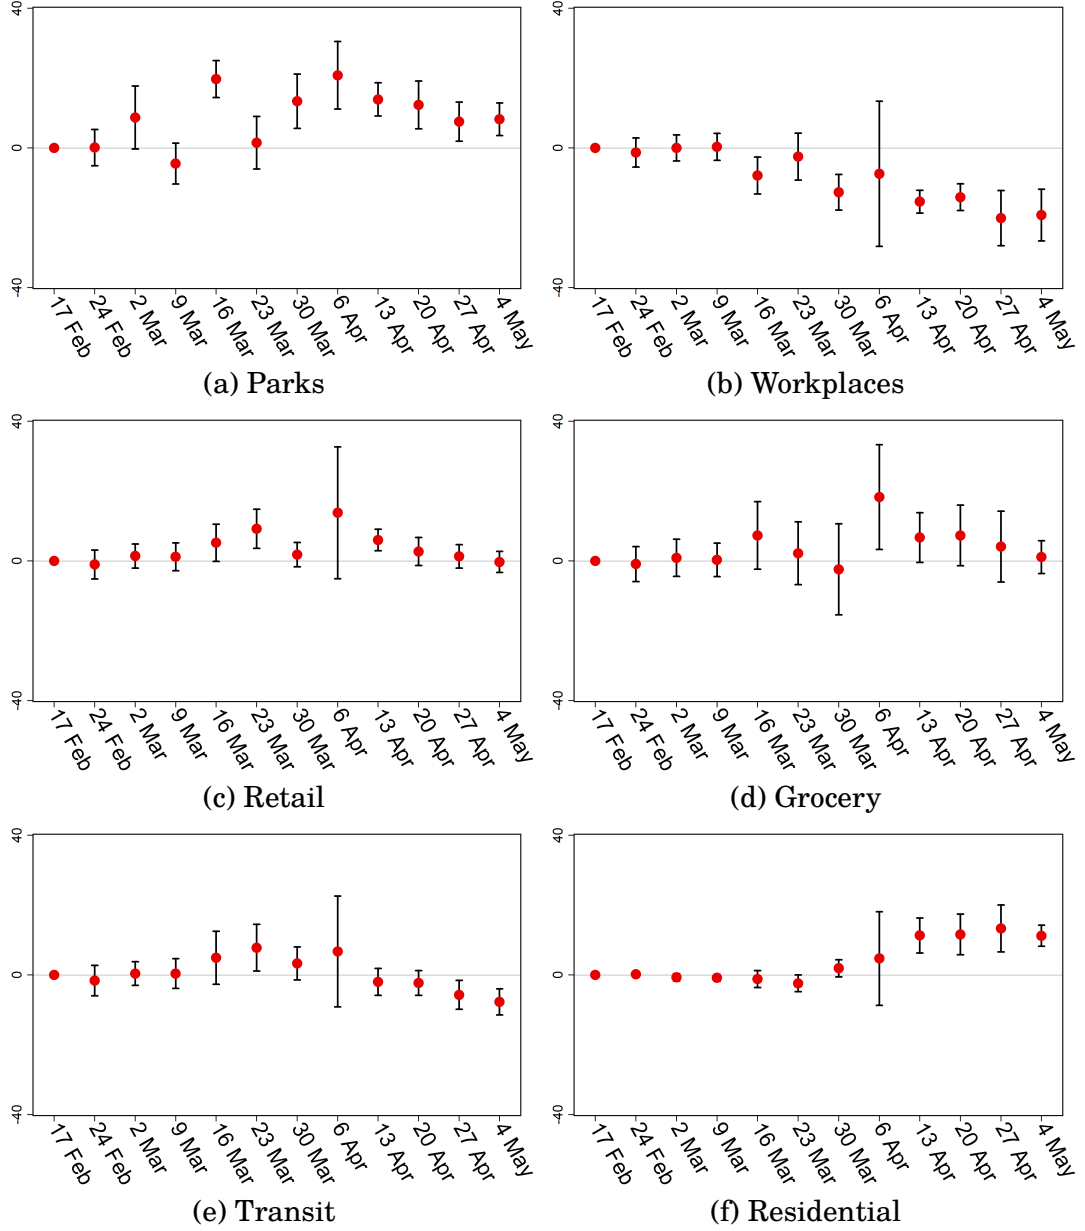 40
0
-40
17 Feb
24 Feb
2 Mar
9 Mar
16 Mar
23 Mar
30 Mar
6 Apr
13 Apr
20 Apr
27 Apr
4 May
(a) Parks
40
0
-40
17 Feb
24 Feb
2 Mar
9 Mar
16 Mar
23 Mar
30 Mar
6 Apr
13 Apr
20 Apr
27 Apr
4 May
(b) Workplaces
40
0
-40
17 Feb
24 Feb
2 Mar
9 Mar
16 Mar
23 Mar
30 Mar
6 Apr
13 Apr
20 Apr
27 Apr
4 May
(c) Retail
40
0
-40
17 Feb
24 Feb
2 Mar
9 Mar
16 Mar
23 Mar
30 Mar
6 Apr
13 Apr
20 Apr
27 Apr
4 May
(d) Grocery
40
0
-40
17 Feb
24 Feb
2 Mar
9 Mar
16 Mar
23 Mar
30 Mar
6 Apr
13 Apr
20 Apr
27 Apr
4 May
(e) Transit
40
0
-40
17 Feb
24 Feb
2 Mar
9 Mar
16 Mar
23 Mar
30 Mar
6 Apr
13 Apr
20 Apr
27 Apr
4 May
(f) Residential